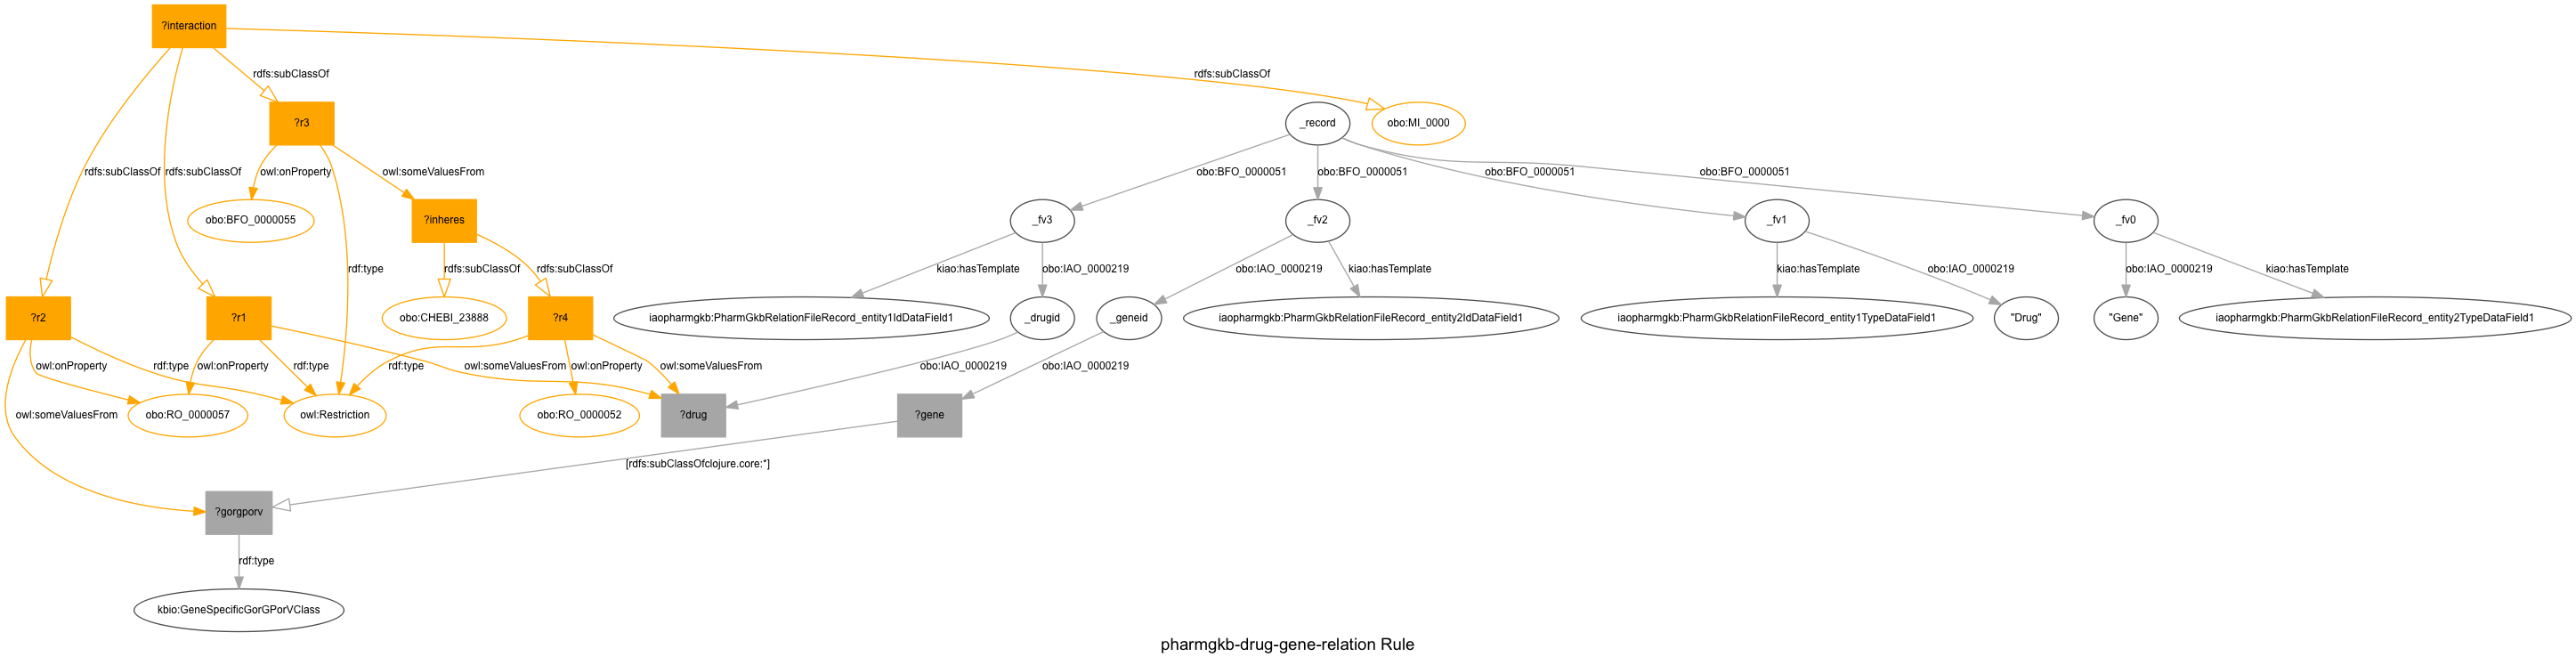 ?interaction
rdfs:subClassOf
rdfs:subClassOf
?r3
_record
obo:MI_0000
rdfs:subClassOf
rdfs:subClassOf
owl:onProperty
owl:someValuesFrom
obo:BFO_0000051
obo:BFO_0000051
obo:BFO_0000051
obo:BFO_0000051
obo:BFO_0000055
?inheres
_fv3
_fv2
_fv1
_fv0
rdf:type
rdfs:subClassOf
rdfs:subClassOf
kiao:hasTemplate
obo:IAO_0000219
obo:IAO_0000219
kiao:hasTemplate
kiao:hasTemplate
obo:IAO_0000219
obo:IAO_0000219
kiao:hasTemplate
?r2
?r1
obo:CHEBI_23888
?r4
iaopharmgkb:PharmGkbRelationFileRecord_entity1IdDataField1
_drugid
_geneid
iaopharmgkb:PharmGkbRelationFileRecord_entity2IdDataField1
iaopharmgkb:PharmGkbRelationFileRecord_entity1TypeDataField1
"Drug"
"Gene"
iaopharmgkb:PharmGkbRelationFileRecord_entity2TypeDataField1
owl:onProperty
rdf:type
owl:onProperty
rdf:type
rdf:type
owl:someValuesFrom
owl:onProperty
owl:someValuesFrom
obo:IAO_0000219
obo:IAO_0000219
owl:someValuesFrom
obo:RO_0000057
owl:Restriction
obo:RO_0000052
?drug
?gene
[rdfs:subClassOfclojure.core:*]
?gorgporv
rdf:type
kbio:GeneSpecificGorGPorVClass
pharmgkb-drug-gene-relation Rule